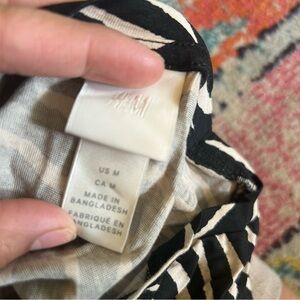 H&M
US M
CA M
MADE IN
BANGLADESH
FABRIQUÉ EN
BANGLADESH